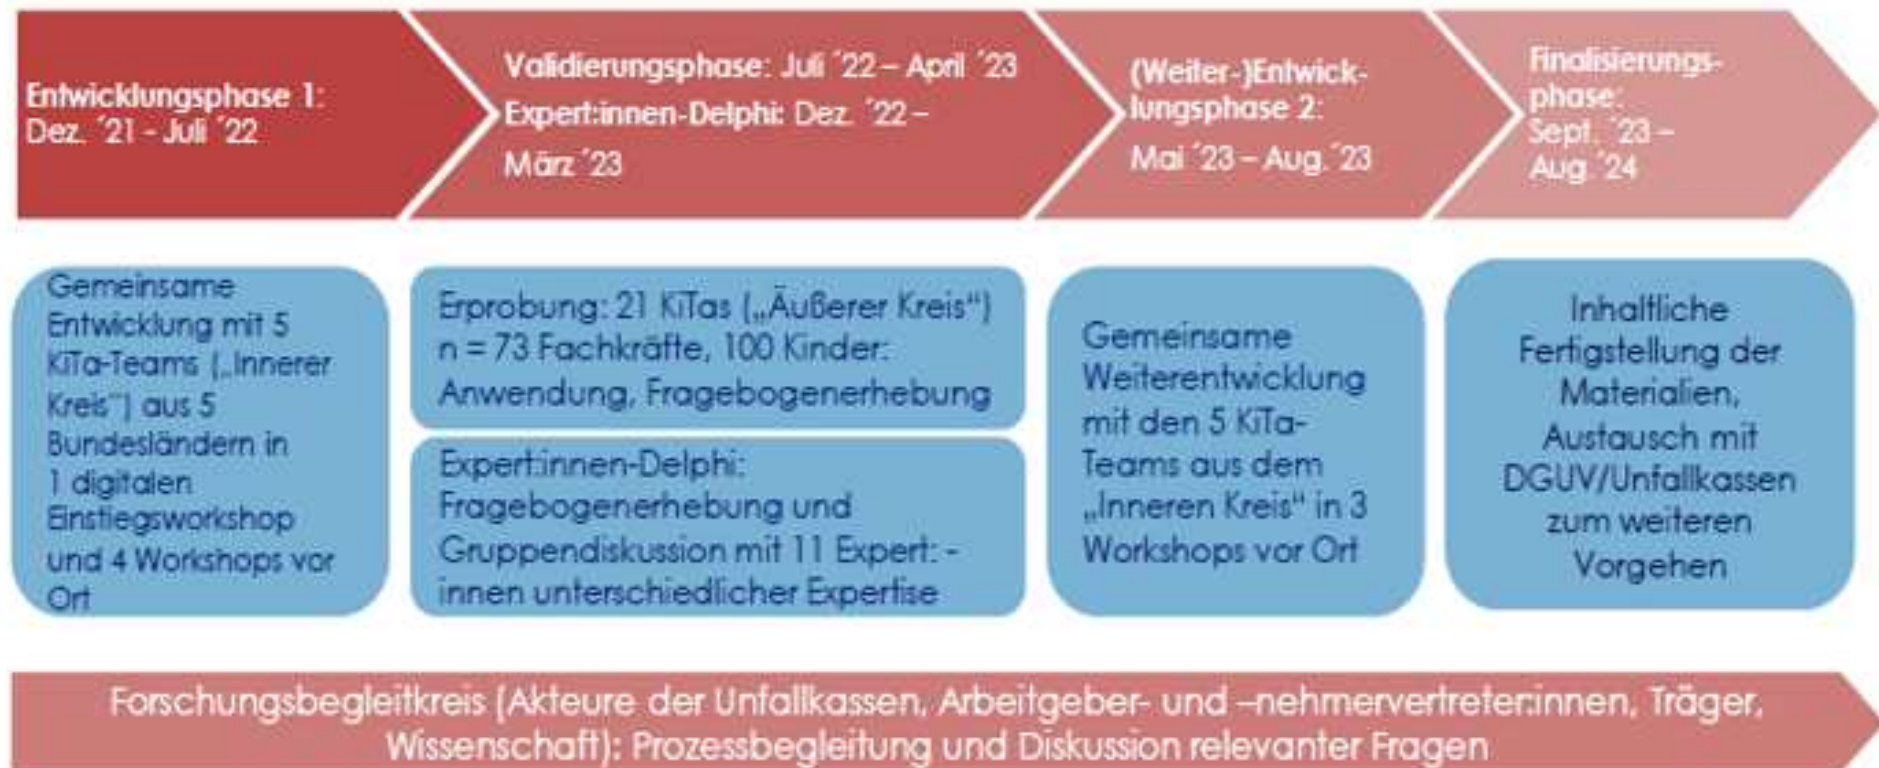 Entwicklungsphase 1:
Dez. ´21 - Juli ´22
Validierungsphase: Juli ´22 – April ´23
Expert:innen-Delphi: Dez. ´22 –
März ´23
(Weiter-)Entwick-
lungsphase 2:
Mai ´23 – Aug.´23
Finalisierungs-
phase:
Sept. ´23 –
Aug. ´24
Gemeinsame
Entwicklung mit 5
KiTa-Teams („Innerer
Kreis“) aus 5
Bundesländern in
1 digitalen
Einstiegsworkshop
und 4 Workshops vor
Ort
Erprobung: 21 KiTas („Äußerer Kreis“)
n = 73 Fachkräfte, 100 Kinder:
Anwendung, Fragebogenerhebung
Expert:innen-Delphi:
Fragebogenerhebung und
Gruppendiskussion mit 11 Expert: -
innen unterschiedlicher Expertise
Gemeinsame
Weiterentwicklung
mit den 5 KiTa-
Teams aus dem
„Inneren Kreis“ in 3
Workshops vor Ort
Inhaltliche
Fertigstellung der
Materialien,
Austausch mit
DGUV/Unfallkassen
zum weiteren
Vorgehen
Forschungsbegleitkreis (Akteure der Unfallkassen, Arbeitgeber- und –nehmervertreter:innen, Träger,
Wissenschaft): Prozessbegleitung und Diskussion relevanter Fragen